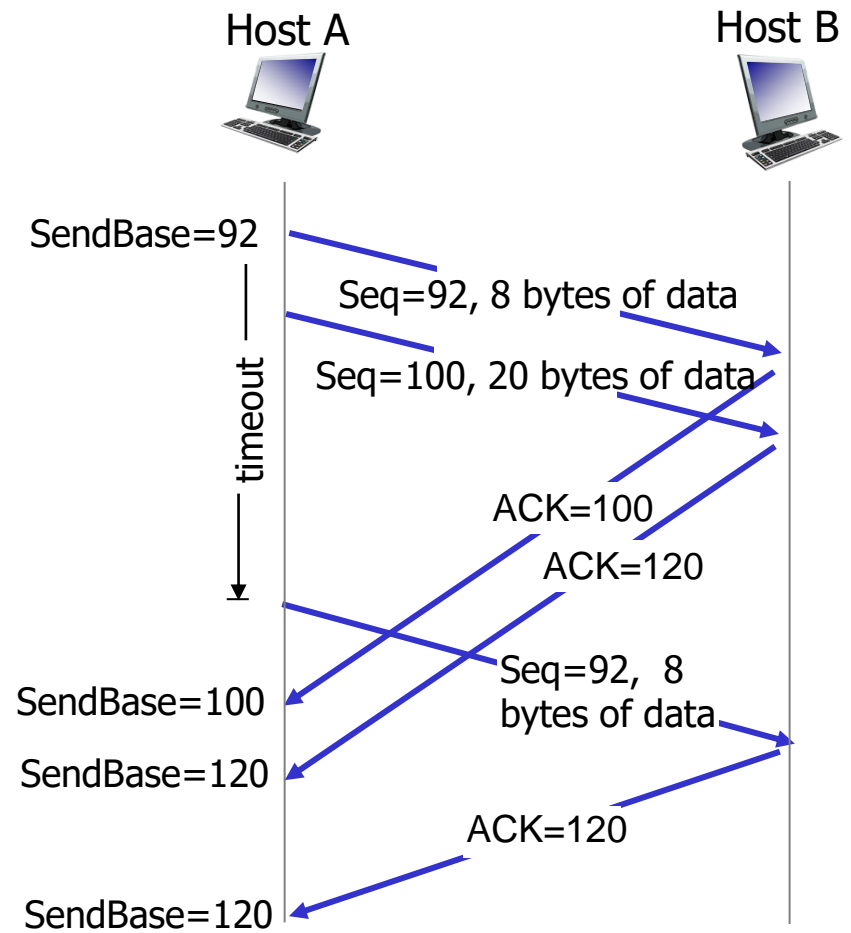 Host A
Host B
SendBase=92
Seq=92, 8 bytes of data
Seq=100, 20 bytes of data
timeout
ACK=100
ACK=120
Seq=92,  8
bytes of data
SendBase=100
SendBase=120
ACK=120
SendBase=120